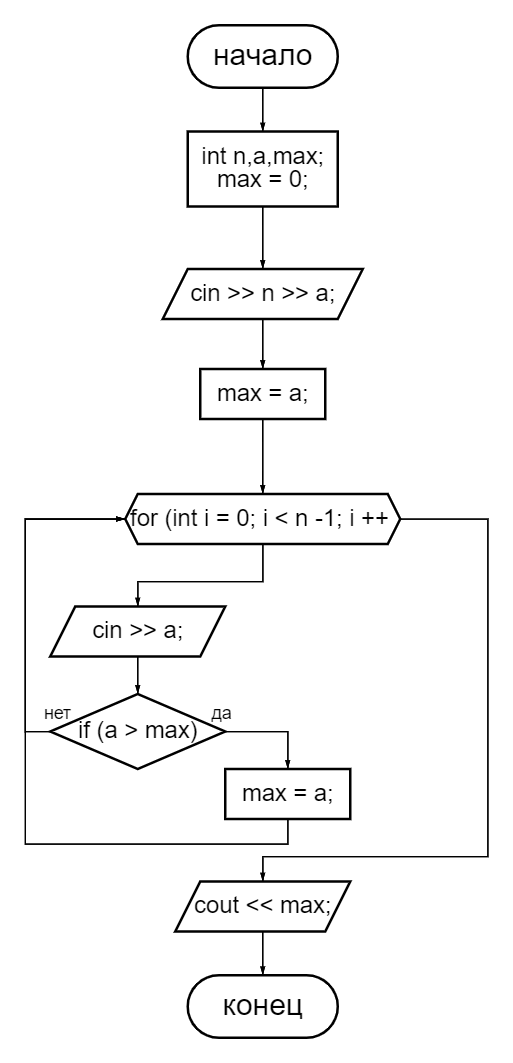 начало
int n,a,max;
max = 0;
cin >> n >> a;
max = a;
for (int i = 0; i < n -1; i ++
cin >> a;
нет
да
if (a > max)
max = a;
cout << max;
конец